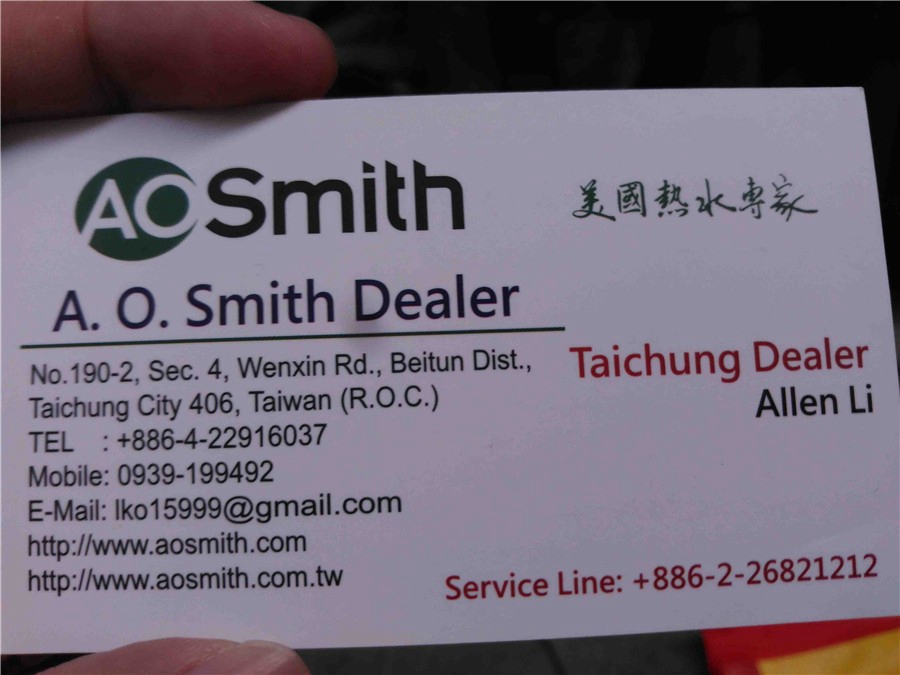 AOSmith
美國熱水專家
A. O. Smith Dealer
No.190-2, Sec. 4, Wenxin Rd., Beitun Dist.,
Taichung City 406, Taiwan (R.O.C.)
TEL : +886-4-22916037
Mobile: 0939-199492
E-Mail: lko15999@gmail.com
http://www.aosmith.com
http://www.aosmith.com.tw
Taichung Dealer
Allen Li
Service Line: +886-2-26821212